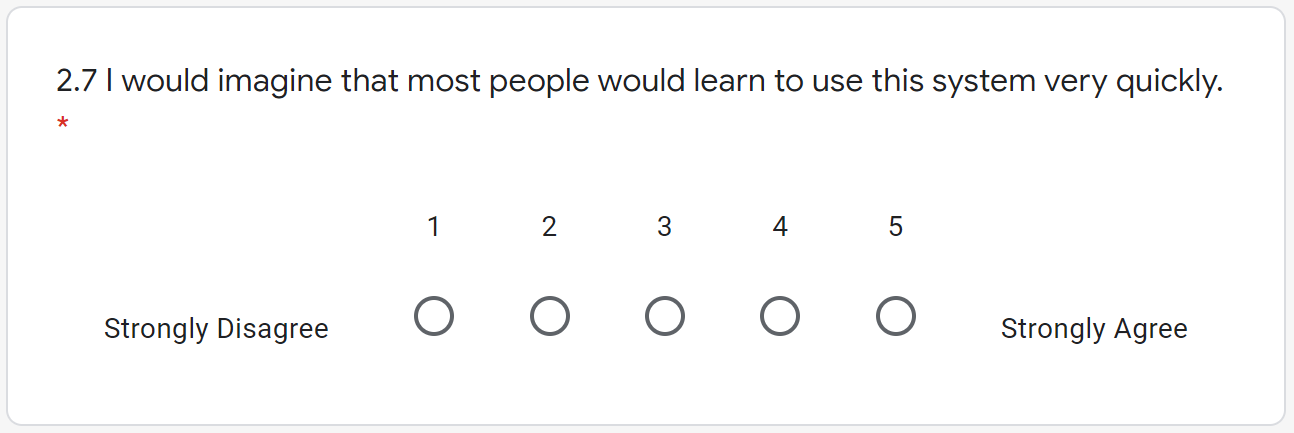 2.7 I would imagine that most people would learn to use this system very quickly.
*
1 2 3 4 5
Strongly Disagree Strongly Agree